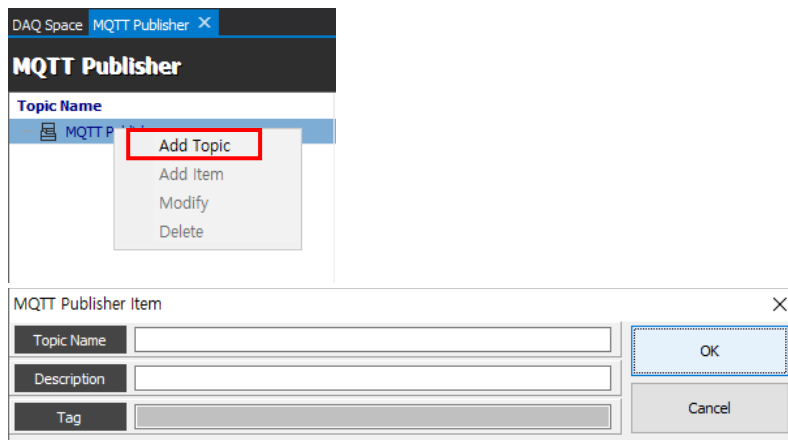 DAQ Space MQTT Publisher ×
MQTT Publisher
Topic Name
MQTT
Add Topic
Add Item
Modify
Delete
MQTT Publisher Item
Topic Name
OK
Description
Tag
Cancel